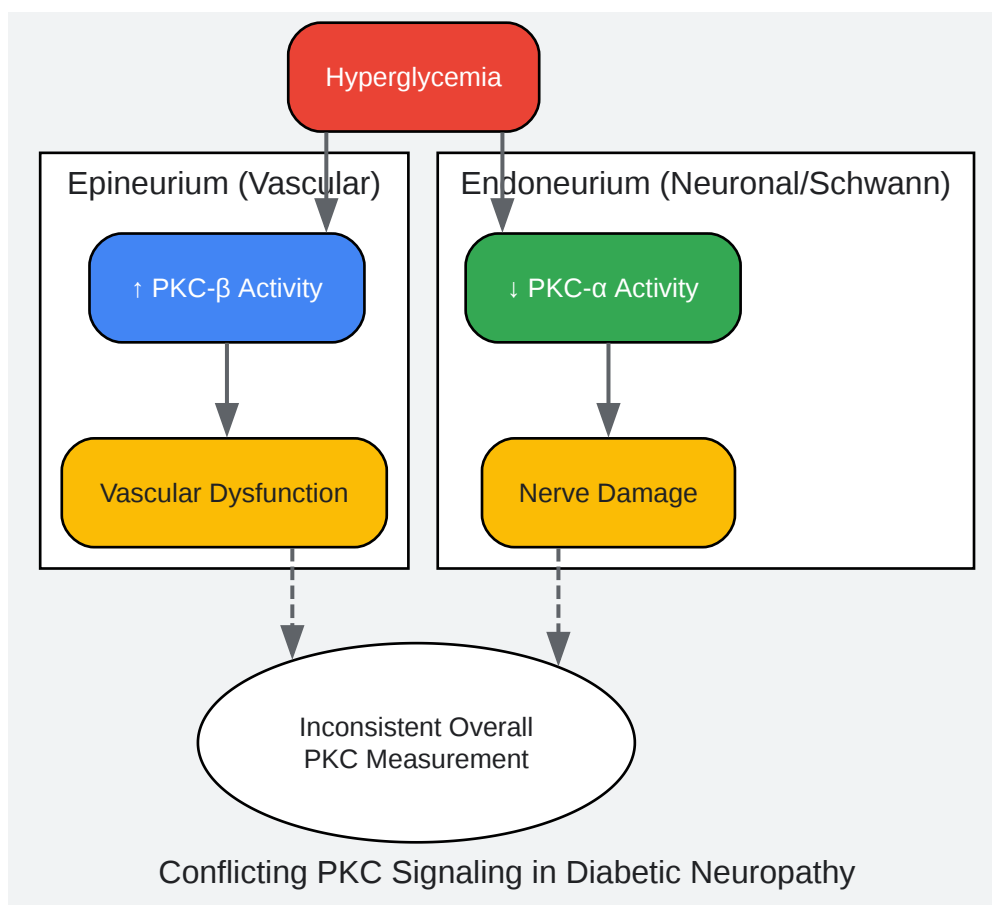 Hyperglycemia
Epineurium (Vascular)
↑ PKC-β Activity
Vascular Dysfunction
Endoneurium (Neuronal/Schwann)
↓ PKC-α Activity
Nerve Damage
Inconsistent Overall
PKC Measurement
Conflicting PKC Signaling in Diabetic Neuropathy